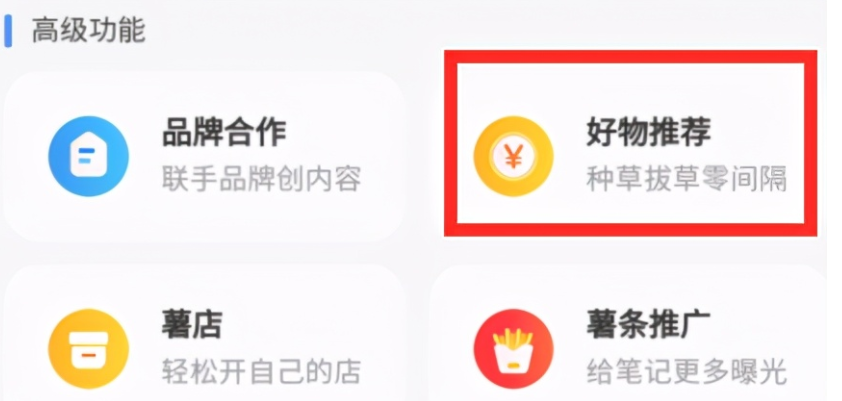 高级功能
品牌合作
联手品牌创内容
¥
好物推荐
种草拔草零间隔
薯店
轻松开自己的店
薯条推广
给笔记更多曝光